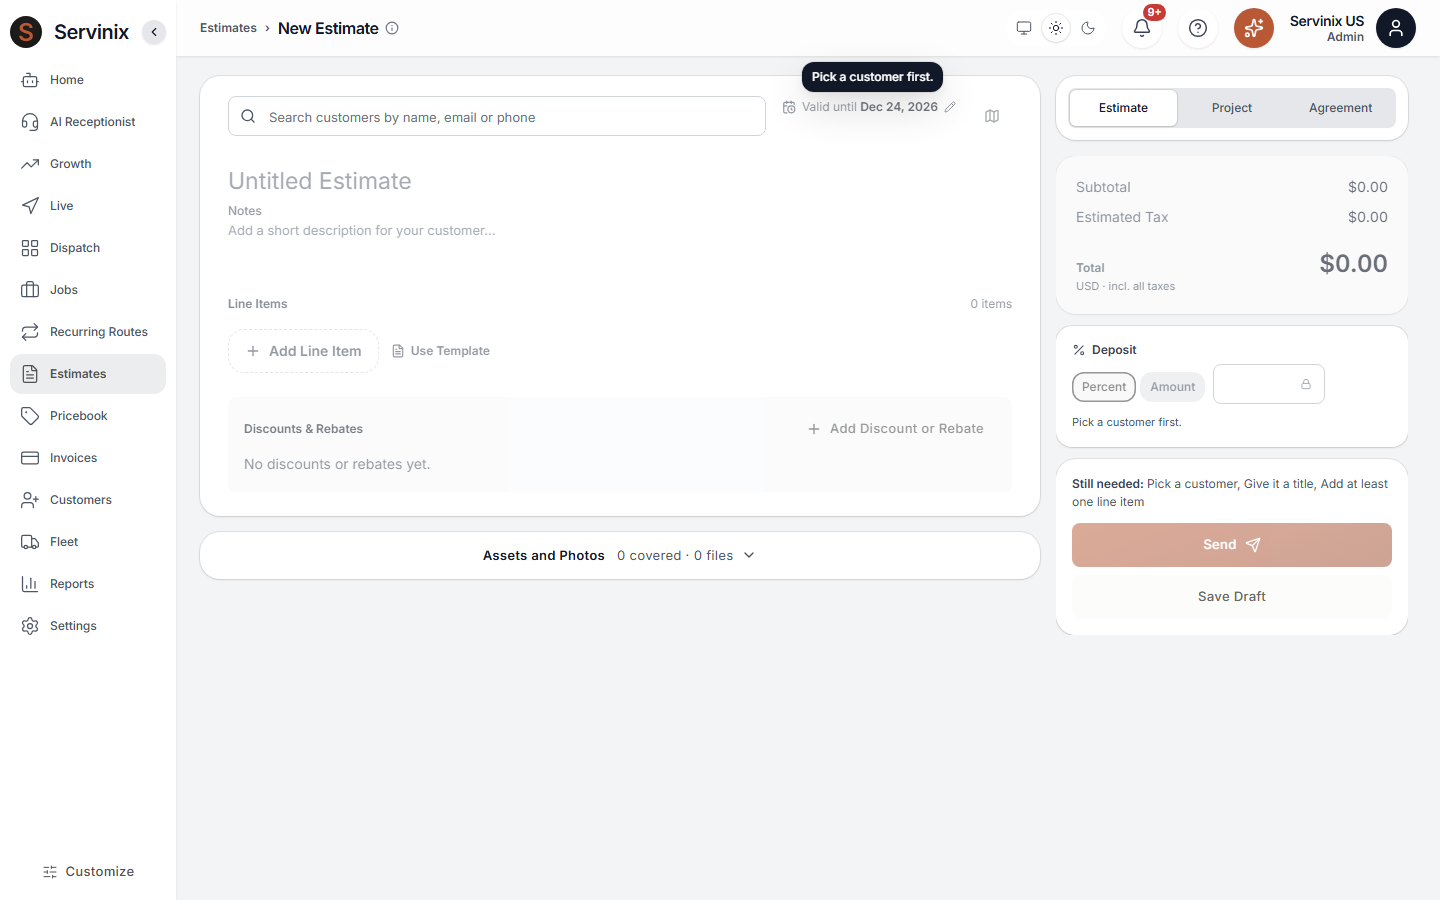 Servinix
Home
AI Receptionist
Growth
Live
Dispatch
Jobs
Recurring Routes
Estimates
Pricebook
Invoices
Customers
Fleet
Reports
Settings
Customize
Estimates › New Estimate
9+
Servinix US
Admin
Pick a customer first.
Search customers by name, email or phone
Valid until Dec 24, 2026
Untitled Estimate
Notes
Add a short description for your customer...
Line Items
0 items
Add Line Item
Use Template
Discounts & Rebates
Add Discount or Rebate
No discounts or rebates yet.
Assets and Photos 0 covered · 0 files
Estimate
Project
Agreement
Subtotal $0.00
Estimated Tax $0.00
Total $0.00
USD · incl. all taxes
Deposit
Percent
Amount
Pick a customer first.
Still needed: Pick a customer, Give it a title, Add at least
one line item
Send
Save Draft